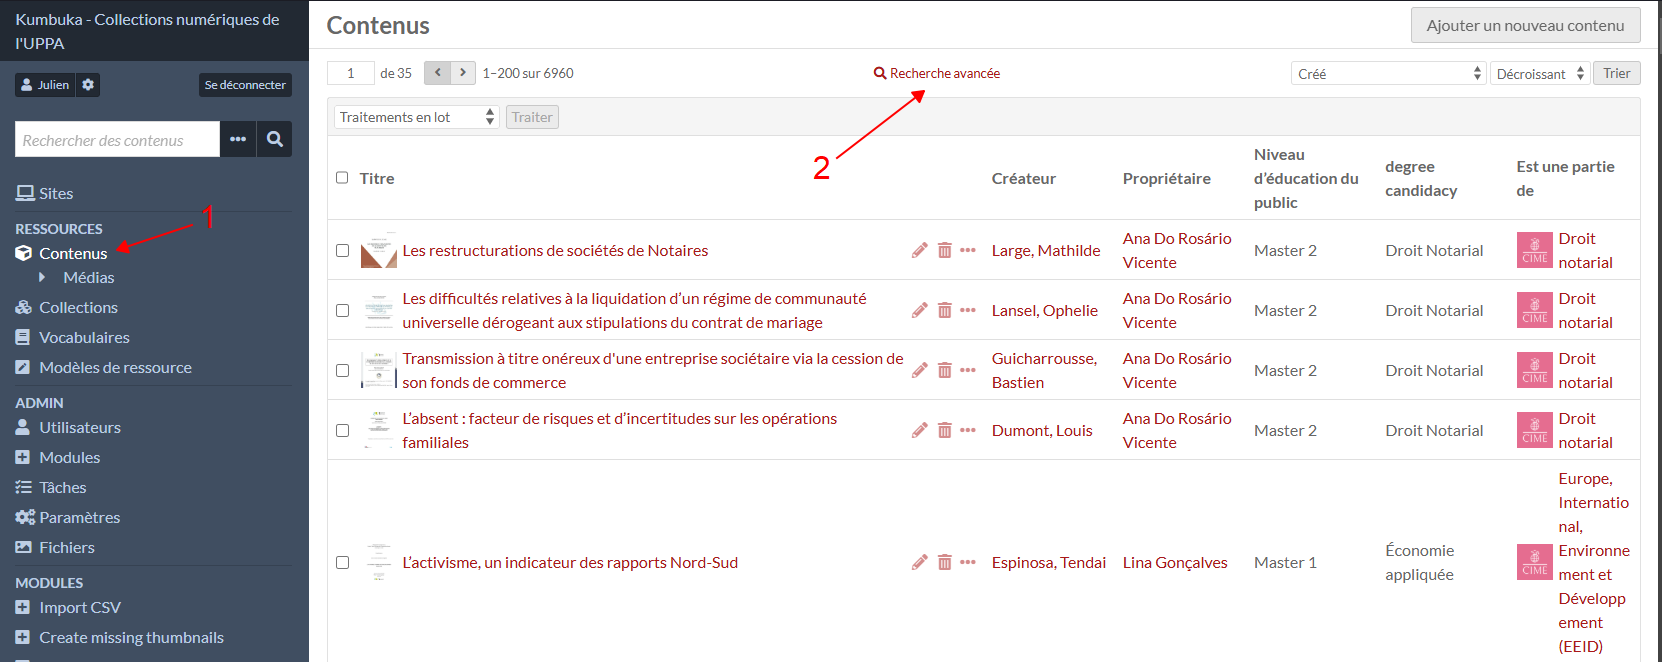 Kumbuka - Collections numériques de
l'UPPA
Julien
Se déconnecter
Rechercher des contenus
Sites
RESSOURCES
Contenus
Médias
Collections
Vocabulaires
Modèles de ressource
ADMIN
Utilisateurs
Modules
Tâches
Paramètres
Fichiers
MODULES
Import CSV
Create missing thumbnails
1
Contenus
Ajouter un nouveau contenu
1 de 35 1–200 sur 6960
Recherche avancée
Créé Décroissant Trier
Traitements en lot Traiter
2
Titre
Créateur
Propriétaire
Niveau
d’éducation du
public
degree
candidacy
Est une partie
de
Les restructurations de sociétés de Notaires
Large, Mathilde
Ana Do Rosário
Vicente
Master 2
Droit Notarial
CIME
Droit
notarial
Les difficultés relatives à la liquidation d’un régime de communauté
universelle dérogeant aux stipulations du contrat de mariage
Lansel, Ophelie
Ana Do Rosário
Vicente
Master 2
Droit Notarial
CIME
Droit
notarial
Transmission à titre onéreux d'une entreprise sociétaire via la cession de
son fonds de commerce
Guicharrousse,
Bastien
Ana Do Rosário
Vicente
Master 2
Droit Notarial
CIME
Droit
notarial
L’absent : facteur de risques et d’incertitudes sur les opérations
familiales
Dumont, Louis
Ana Do Rosário
Vicente
Master 2
Droit Notarial
CIME
Droit
notarial
L’activisme, un indicateur des rapports Nord-Sud
Espinosa, Tendai
Lina Gonçalves
Master 1
Économie
appliquée
CIME
Europe,
Internatio
nal,
Environne
ment et
Développ
ement
(EEID)